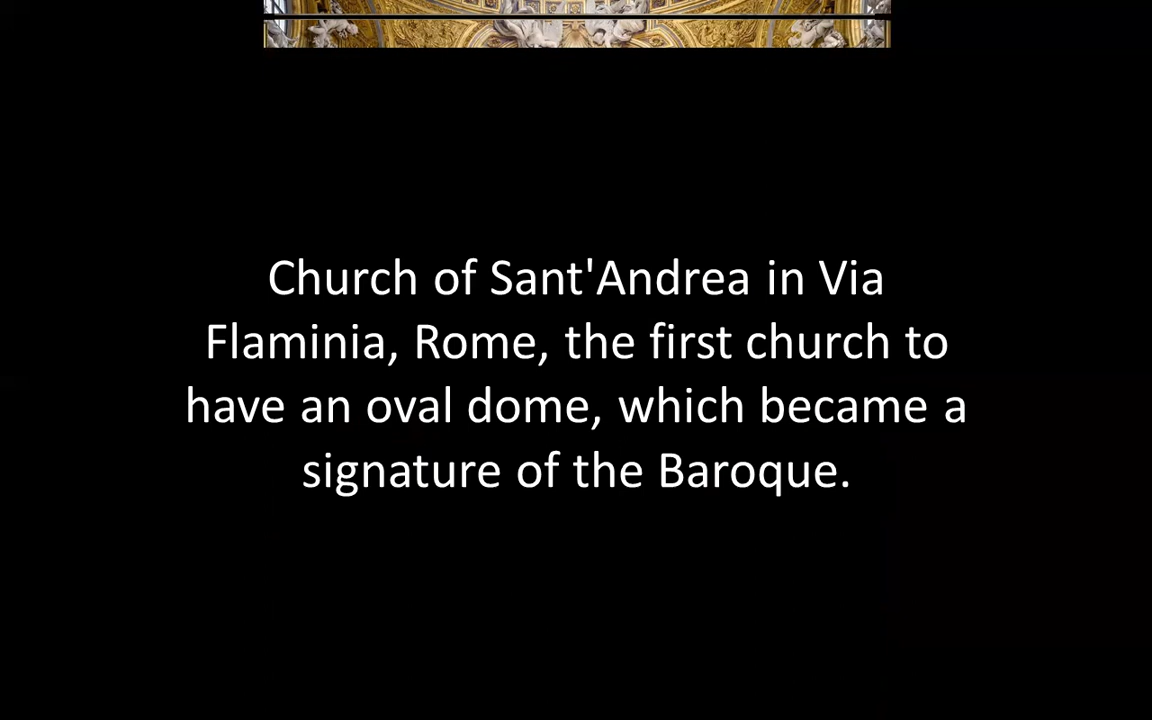 Church of Sant'Andrea in Via
Flaminia, Rome, the first church to
have an oval dome, which became a
signature of the Baroque.